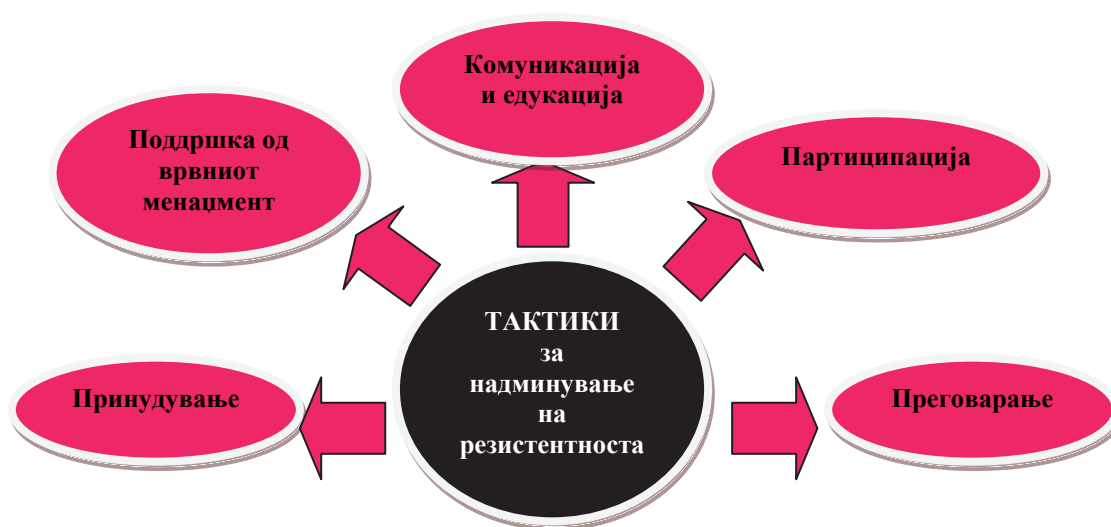 Комуникација
и едукација
Поддршка од
врвниот
менаџмент
Партиципација
ТАКТИКИ
за
надминување
на
резистентноста
Принудување
Преговарање